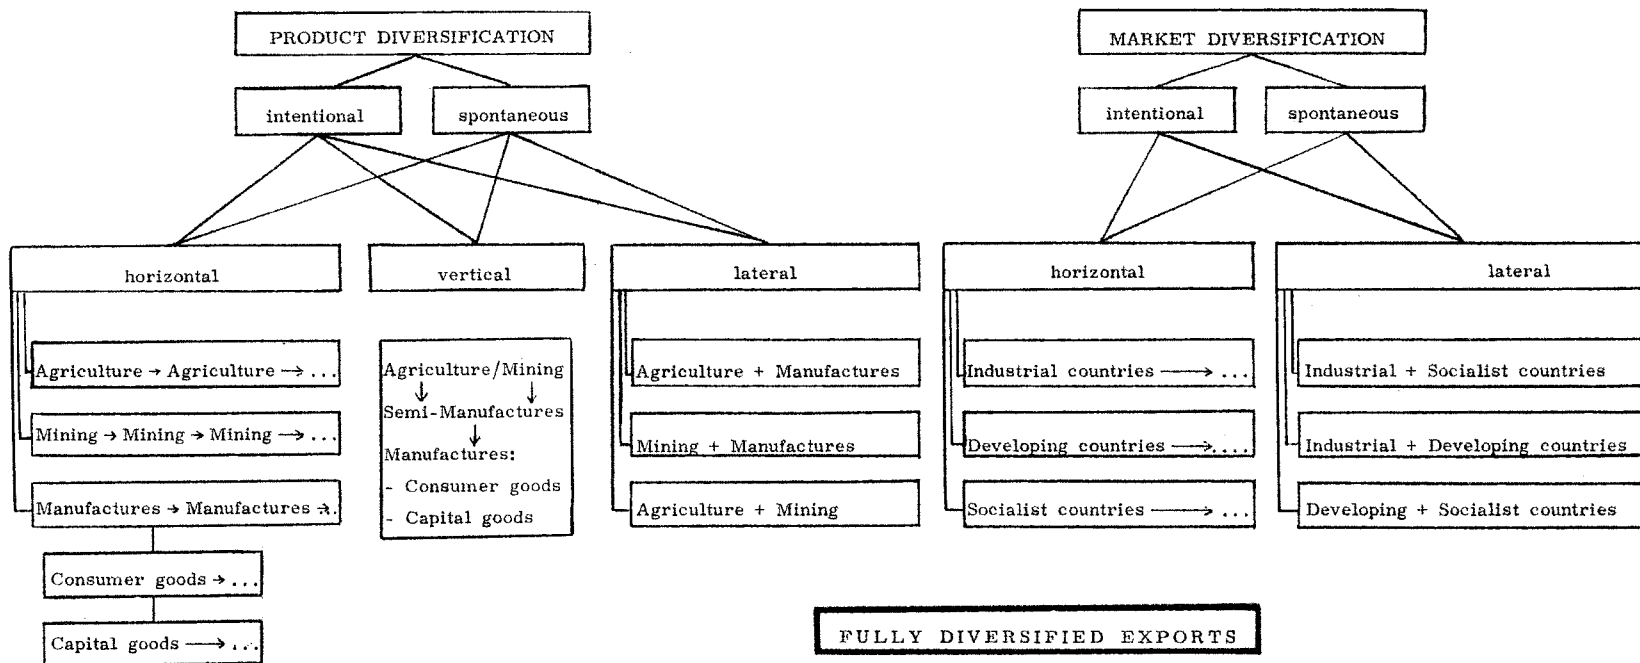 PRODUCT DIVERSIFICATION
intentional
spontaneous
horizontal
Agriculture → Agriculture → ...
Mining → Mining → Mining → ...
Manufactures → Manufactures →..
Consumer goods → ...
Capital goods → ...
vertical
Agriculture/Mining
↓ ↓
Semi-Manufactures
↓
Manufactures:
- Consumer goods
- Capital goods
lateral
Agriculture + Manufactures
Mining + Manufactures
Agriculture + Mining
MARKET DIVERSIFICATION
intentional
spontaneous
horizontal
Industrial countries → ...
Developing countries → ....
Socialist countries → ...
lateral
Industrial + Socialist countries
Industrial + Developing countries
Developing + Socialist countries
FULLY DIVERSIFIED EXPORTS